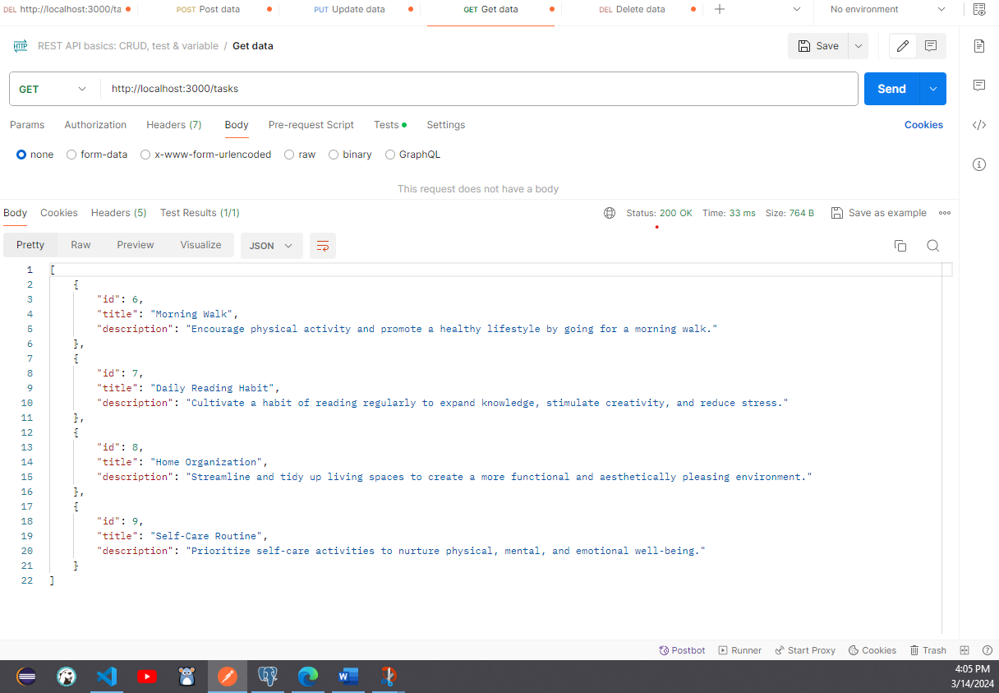 DEL http://localhost:3000/ta POST Post data PUT Update data GET Get data DEL Delete data No environment
HTTP REST API basics: CRUD, test & variable / Get data Save
GET http://localhost:3000/tasks Send
Params Authorization Headers (7) Body Pre-request Script Tests Settings Cookies
none form-data x-www-form-urlencoded raw binary GraphQL
This request does not have a body
Body Cookies Headers (5) Test Results (1/1) Status: 200 OK Time: 33 ms Size: 764 B Save as example
Pretty Raw Preview Visualize JSON
1 [
2 {
3 "id": 6,
4 "title": "Morning Walk",
5 "description": "Encourage physical activity and promote a healthy lifestyle by going for a morning walk."
6 },
7 {
8 "id": 7,
9 "title": "Daily Reading Habit",
10 "description": "Cultivate a habit of reading regularly to expand knowledge, stimulate creativity, and reduce stress."
11 },
12 {
13 "id": 8,
14 "title": "Home Organization",
15 "description": "Streamline and tidy up living spaces to create a more functional and aesthetically pleasing environment."
16 },
17 {
18 "id": 9,
19 "title": "Self-Care Routine",
20 "description": "Prioritize self-care activities to nurture physical, mental, and emotional well-being."
21 }
22 ]
Postbot Runner Start Proxy Cookies Trash
4:05 PM
3/14/2024